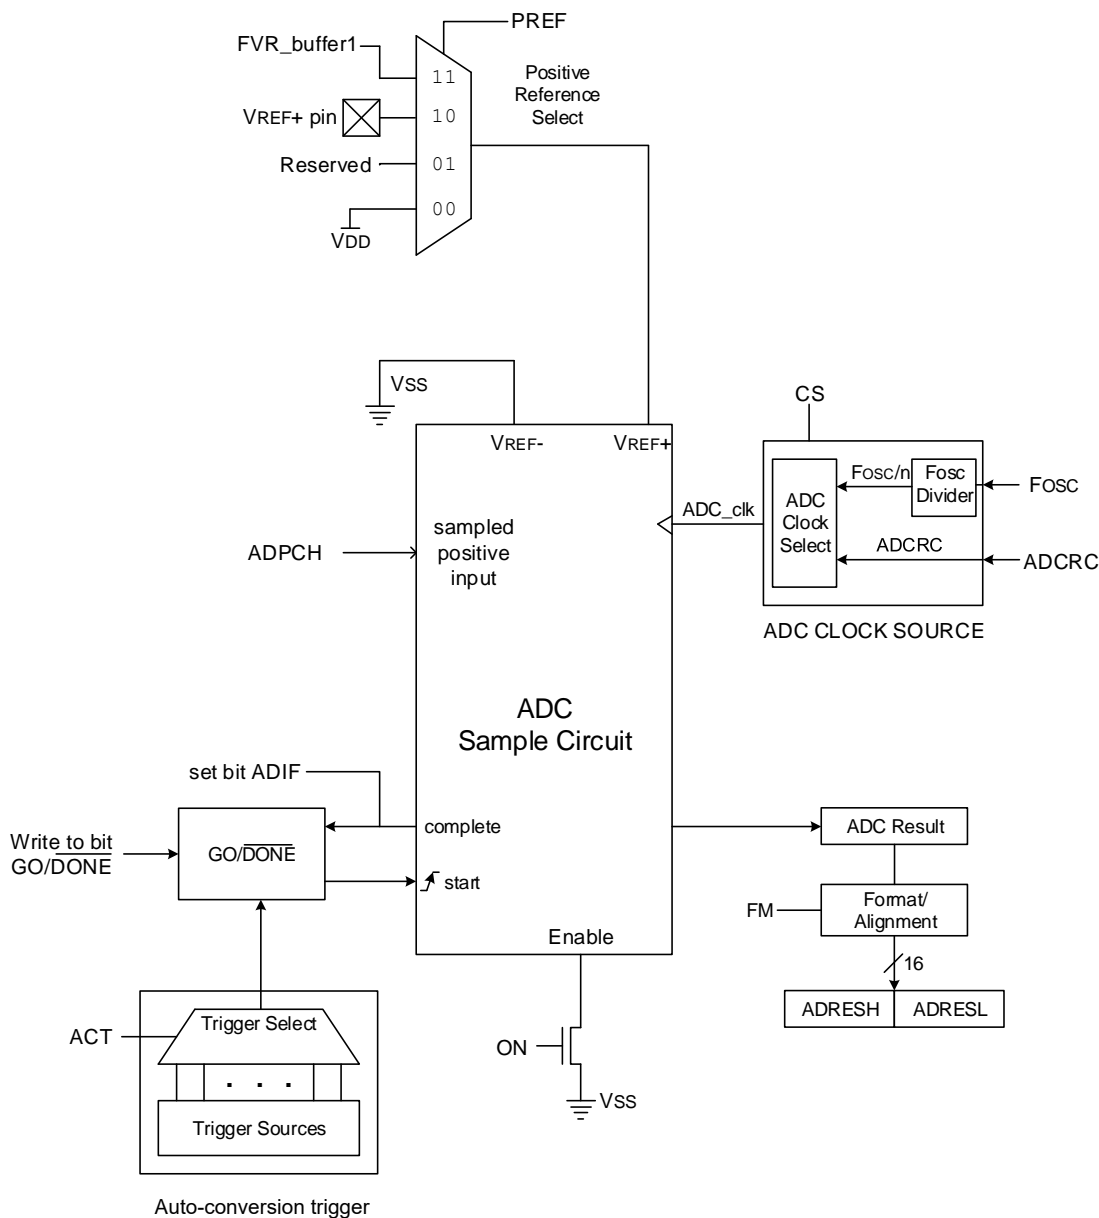 PREF
FVR_buffer1
11
Positive
Reference
Select
VREF+ pin
10
Reserved
01
00
VDD
VSS
CS
VREF-
VREF+
FOSC/n
Fosc
Divider
FOSC
ADC_clk
ADC
Clock
Select
ADPCH
sampled
positive
input
ADCRC
ADCRC
ADC CLOCK SOURCE
ADC
Sample Circuit
set bit ADIF
complete
ADC Result
Write to bit
GO/DONE
GO/DONE
start
FM
Format/
Alignment
Enable
16
ADRESH
ADRESL
Trigger Select
ACT
ON
. . .
VSS
Trigger Sources
Auto-conversion trigger